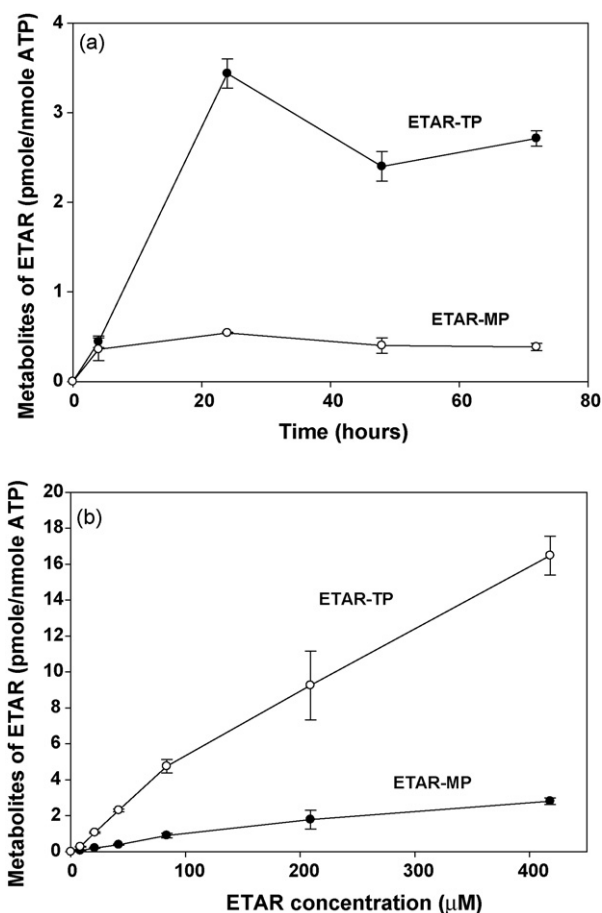 (a)
Metabolites of ETAR (pmole/nmole ATP)
4
3
2
1
0
ETAR-TP
ETAR-MP
0 20 40 60 80
Time (hours)
(b)
Metabolites of ETAR (pmole/nmole ATP)
20
18
16
14
12
10
8
6
4
2
0
ETAR-TP
ETAR-MP
0 100 200 300 400
ETAR concentration (μM)